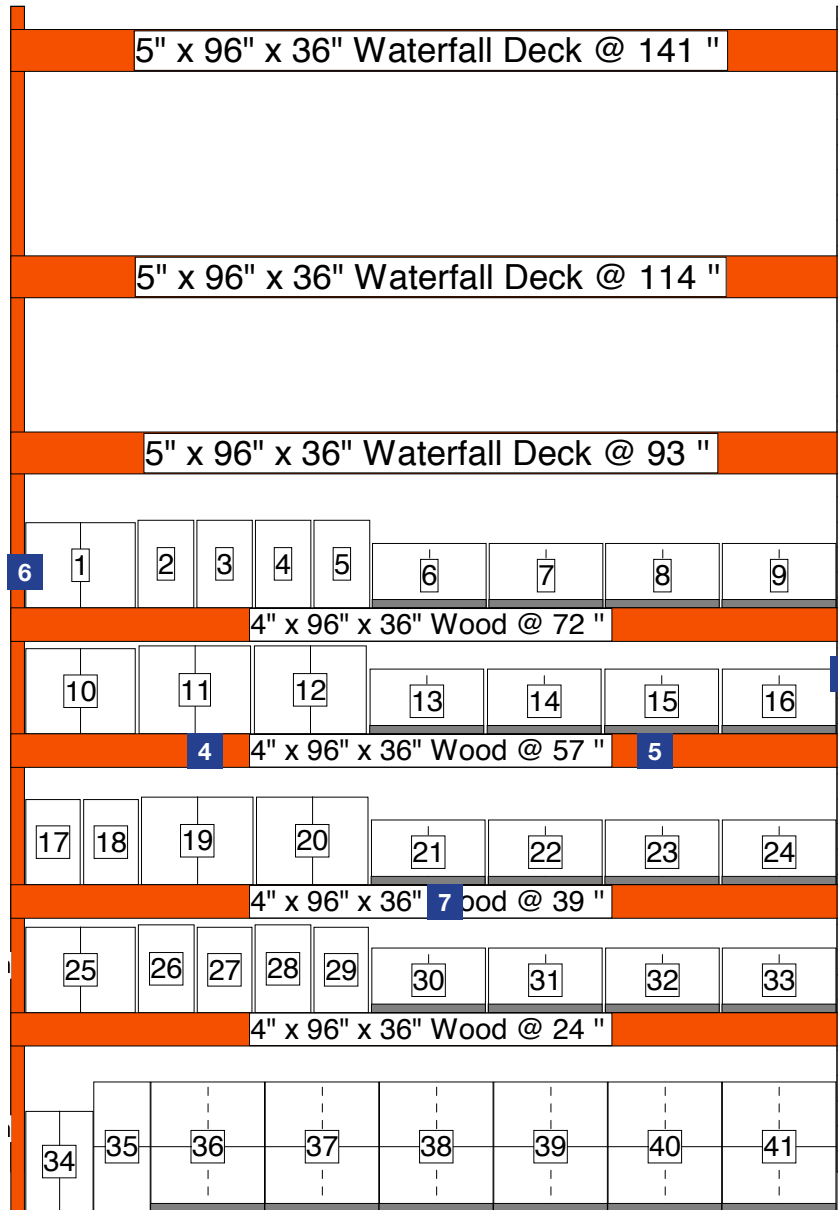 5" x 96" x 36" Waterfall Deck @ 141 "
5" x 96" x 36" Waterfall Deck @ 114 "
5" x 96" x 36" Waterfall Deck @ 93 "
6 1 2 3 4 5 6 7 8 9
4" x 96" x 36" Wood @ 72 "
10 11 12 13 14 15 16
4 4" x 96" x 36" Wood @ 57 " 5
17 18 19 20 21 22 23 24
4" x 96" x 36" 7 ood @ 39 "
25 26 27 28 29 30 31 32 33
4" x 96" x 36" Wood @ 24 "
34 35 36 37 38 39 40 41